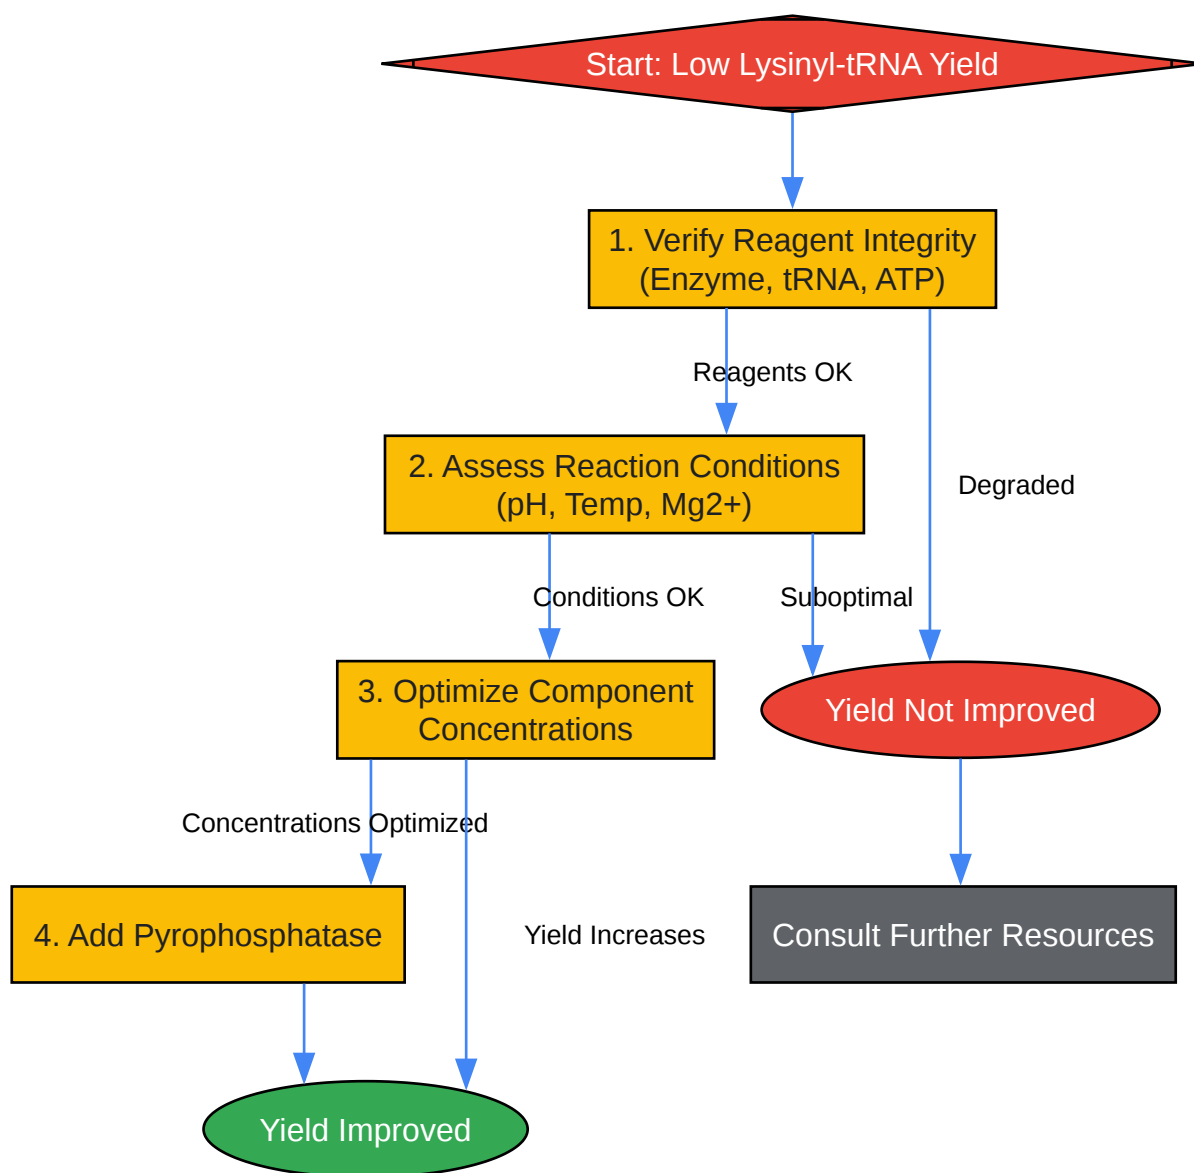 Start: Low Lysinyl-tRNA Yield
1. Verify Reagent Integrity
(Enzyme, tRNA, ATP)
Reagents OK
2. Assess Reaction Conditions
(pH, Temp, Mg2+)
Degraded
Conditions OK
Suboptimal
3. Optimize Component
Concentrations
Yield Not Improved
Concentrations Optimized
4. Add Pyrophosphatase
Yield Increases
Consult Further Resources
Yield Improved